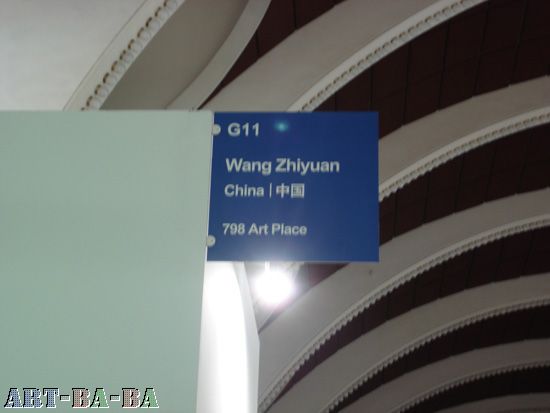 G11
Wang Zhiyuan
China | 中国
798 Art Place
ART-BA-BA